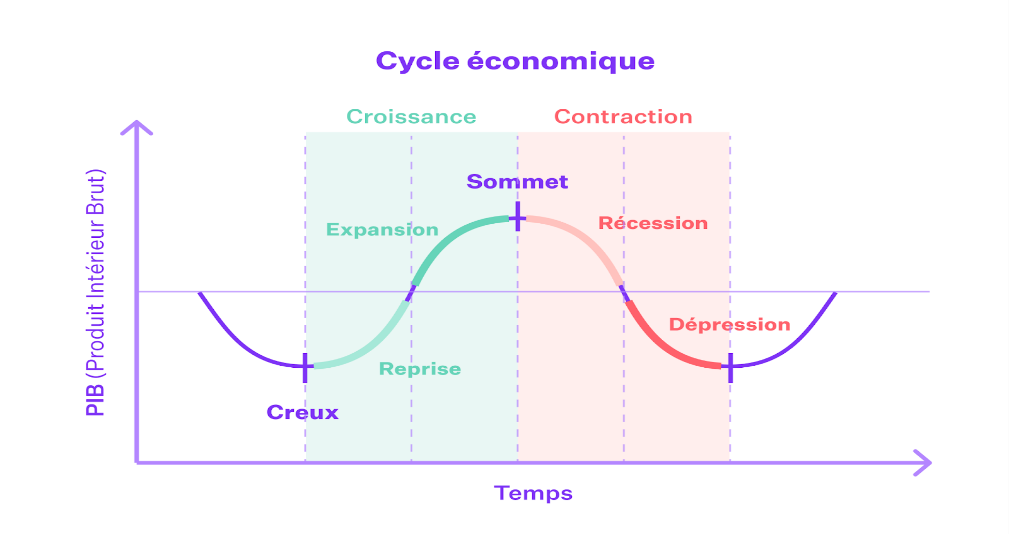 Cycle économique
Croissance
Contraction
Sommet
Expansion
Récession
Dépression
Reprise
Creux
PIB (Produit Intérieur Brut)
Temps